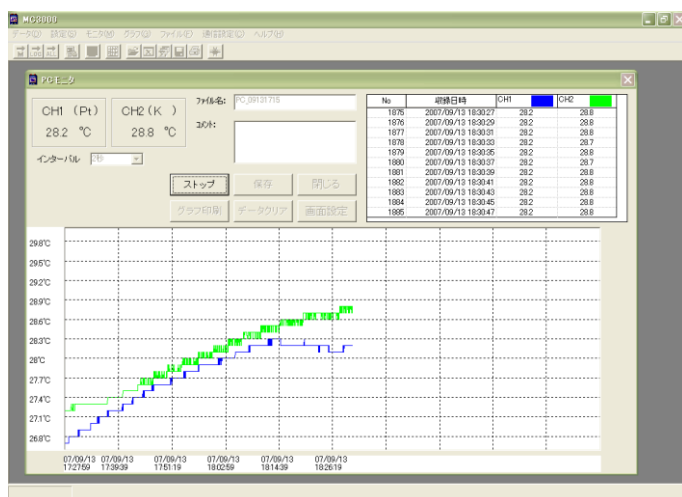 MC3000
データ(D) 設定(S) モニタ(M) グラフ(G) ファイル(F) 通信設定(C) ヘルプ(H)
PCモニタ
CH1 (Pt)
28.2 ℃
CH2 (K )
28.8 ℃
インターバル 2秒
ファイル名: PC_09131715
コメント:
ストップ 保存 閉じる
グラフ印刷 データクリア 画面設定
No 収録日時 CH1 CH2
1875 2007/09/13 18:30:27 28.2 28.8
1876 2007/09/13 18:30:29 28.2 28.8
1877 2007/09/13 18:30:31 28.2 28.8
1878 2007/09/13 18:30:33 28.2 28.7
1879 2007/09/13 18:30:35 28.2 28.8
1880 2007/09/13 18:30:37 28.2 28.7
1881 2007/09/13 18:30:39 28.2 28.8
1882 2007/09/13 18:30:41 28.2 28.8
1883 2007/09/13 18:30:43 28.2 28.8
1884 2007/09/13 18:30:45 28.2 28.8
1885 2007/09/13 18:30:47 28.2 28.8
29.8℃
29.5℃
29.2℃
28.9℃
28.6℃
28.3℃
28℃
27.7℃
27.4℃
27.1℃
26.8℃
07/09/13 07/09/13 07/09/13 07/09/13 07/09/13 07/09/13
17:27:59 17:39:39 17:51:19 18:02:59 18:14:39 18:26:19